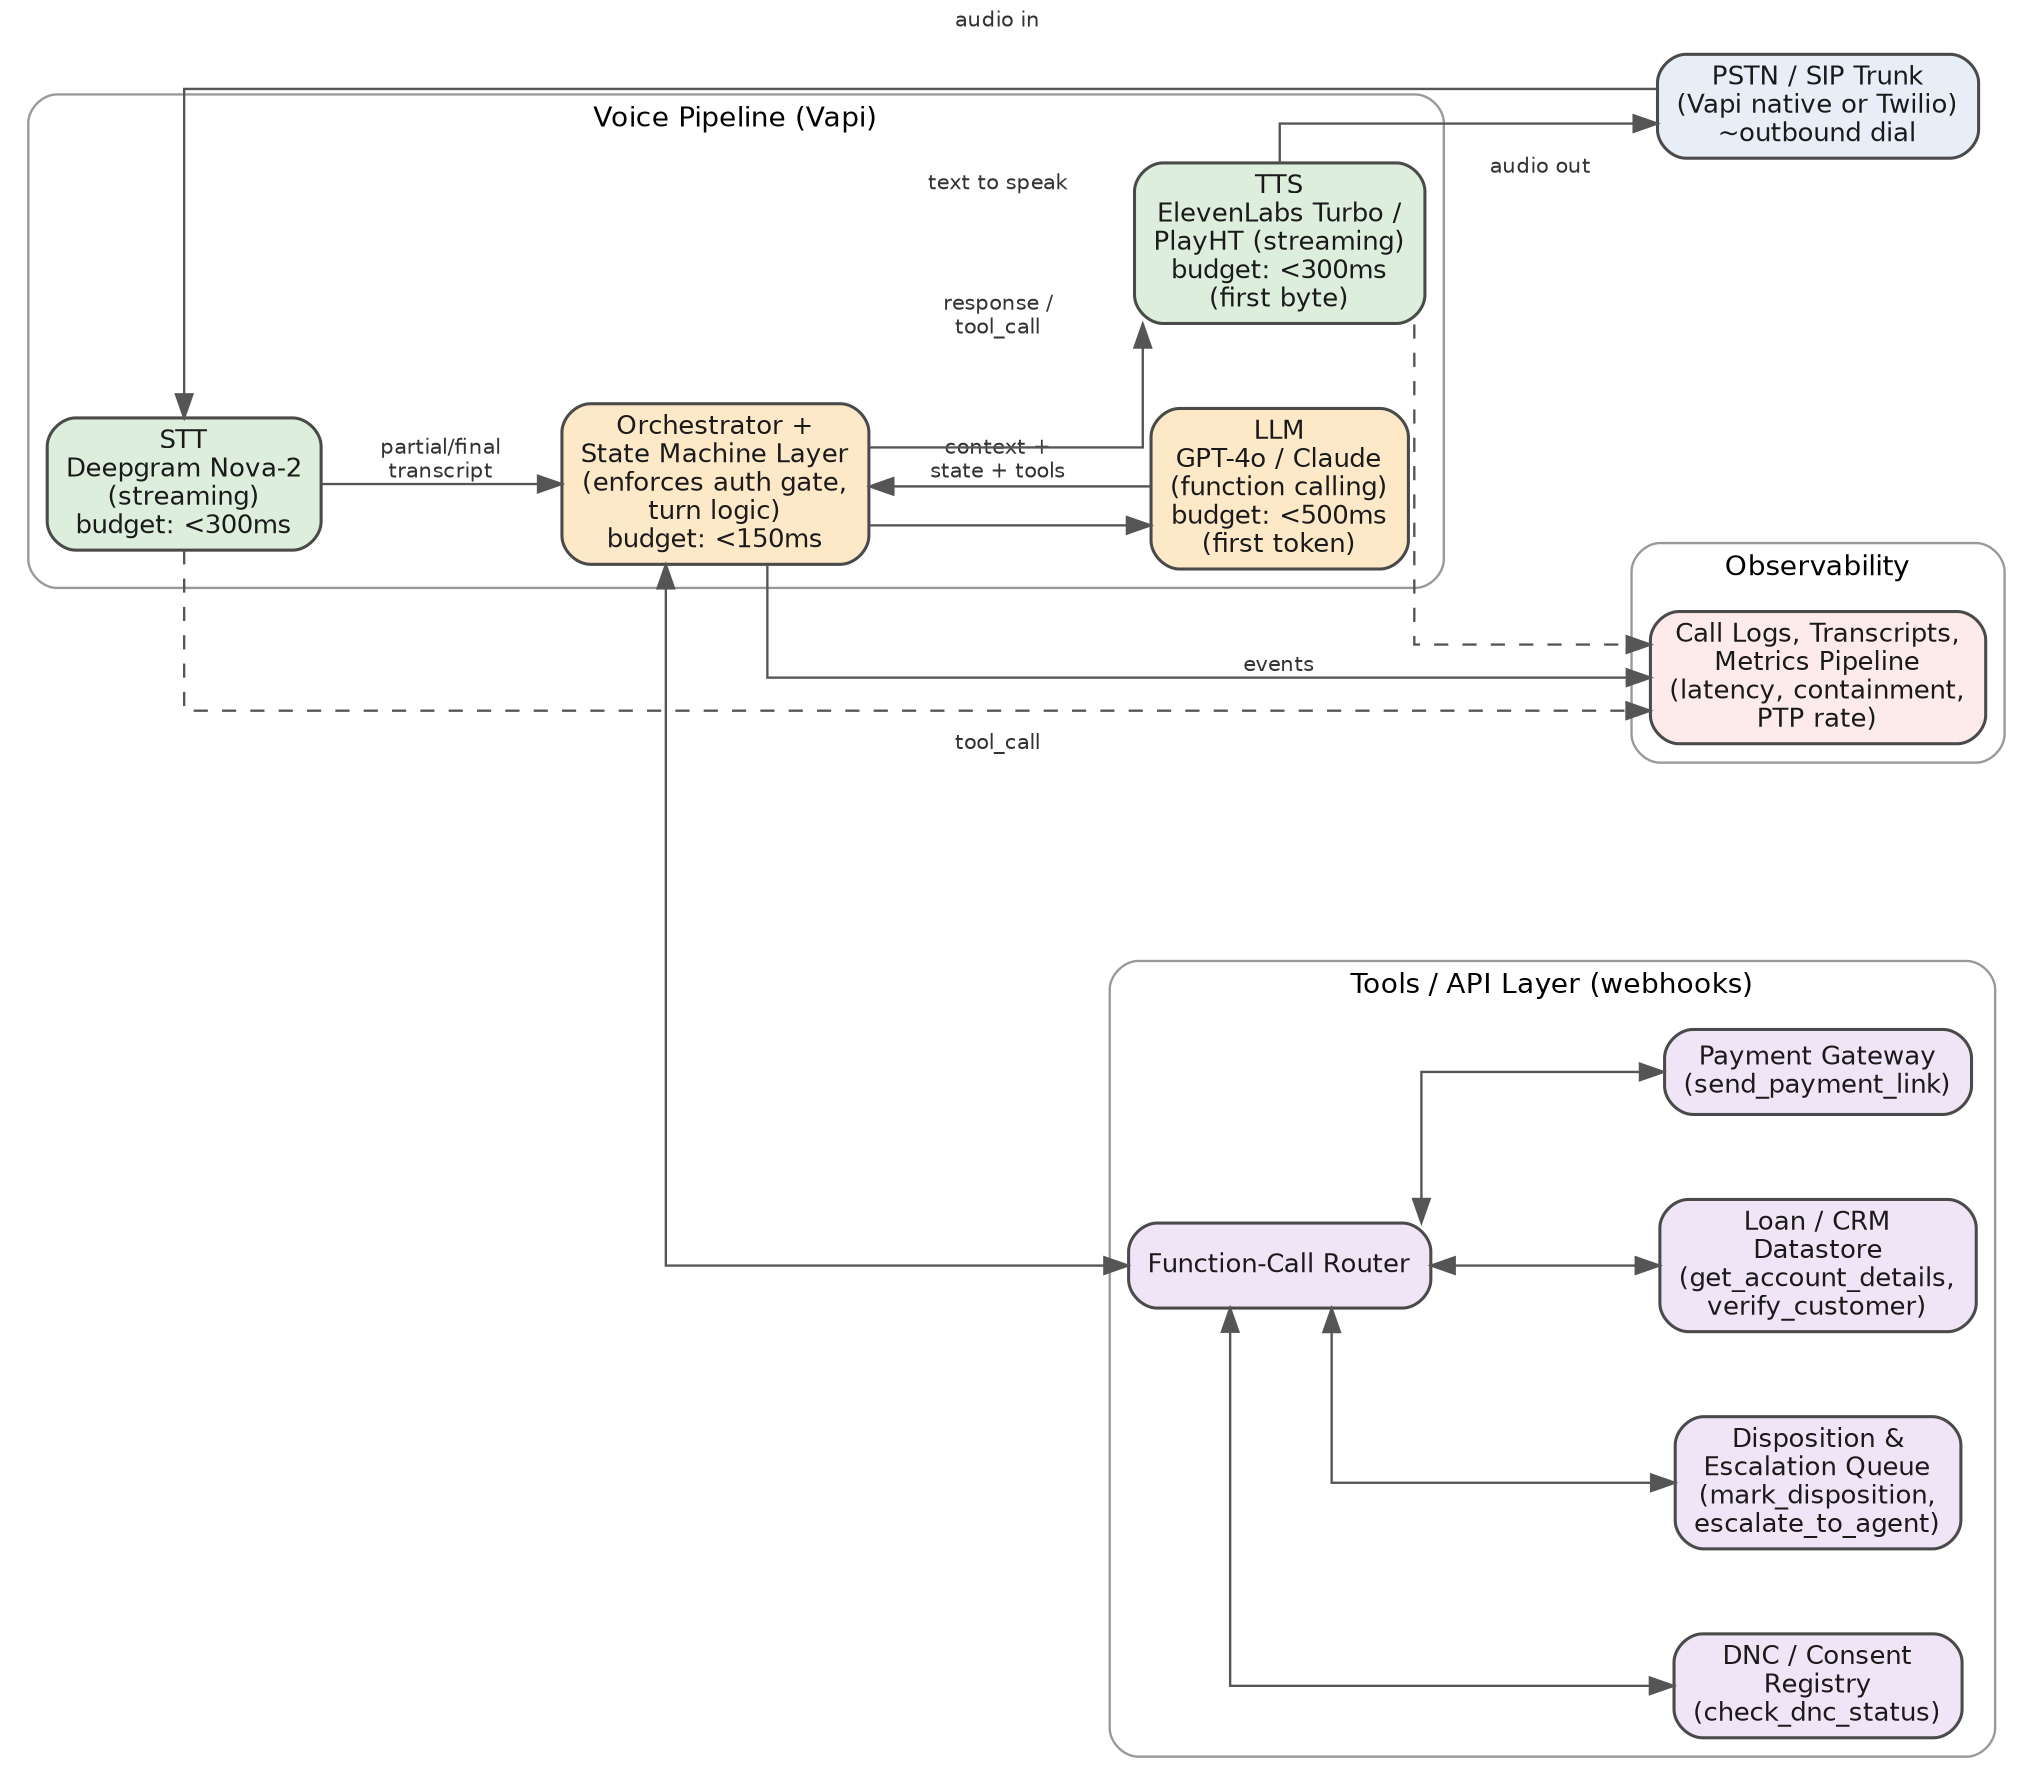 audio in
PSTN / SIP Trunk
(Vapi native or Twilio)
~outbound dial
Voice Pipeline (Vapi)
audio out
text to speak
TTS
ElevenLabs Turbo /
PlayHT (streaming)
budget: <300ms
(first byte)
response /
tool_call
STT
Deepgram Nova-2
(streaming)
budget: <300ms
partial/final
transcript
Orchestrator +
State Machine Layer
(enforces auth gate,
turn logic)
budget: <150ms
context +
state + tools
LLM
GPT-4o / Claude
(function calling)
budget: <500ms
(first token)
Observability
Call Logs, Transcripts,
Metrics Pipeline
(latency, containment,
PTP rate)
events
tool_call
Tools / API Layer (webhooks)
Payment Gateway
(send_payment_link)
Function-Call Router
Loan / CRM
Datastore
(get_account_details,
verify_customer)
Disposition &
Escalation Queue
(mark_disposition,
escalate_to_agent)
DNC / Consent
Registry
(check_dnc_status)